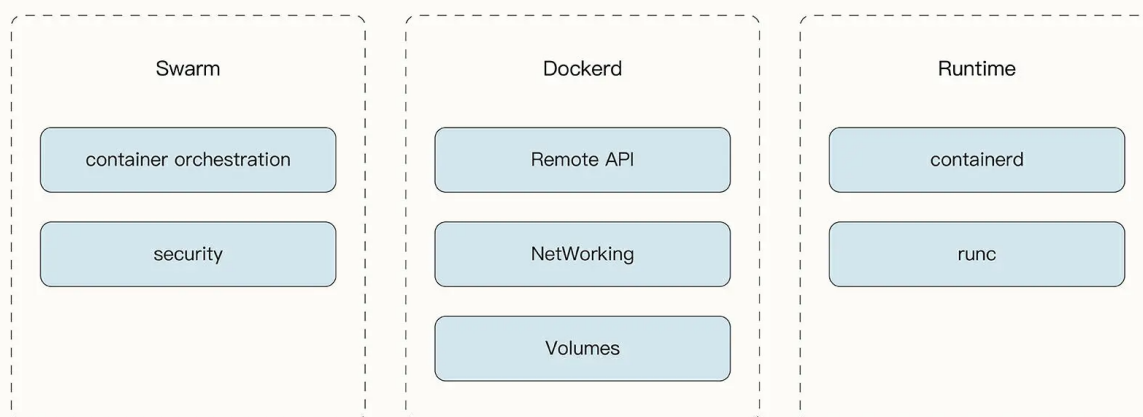 Swarm
container orchestration
security
Dockerd
Remote API
NetWorking
Volumes
Runtime
containerd
runc